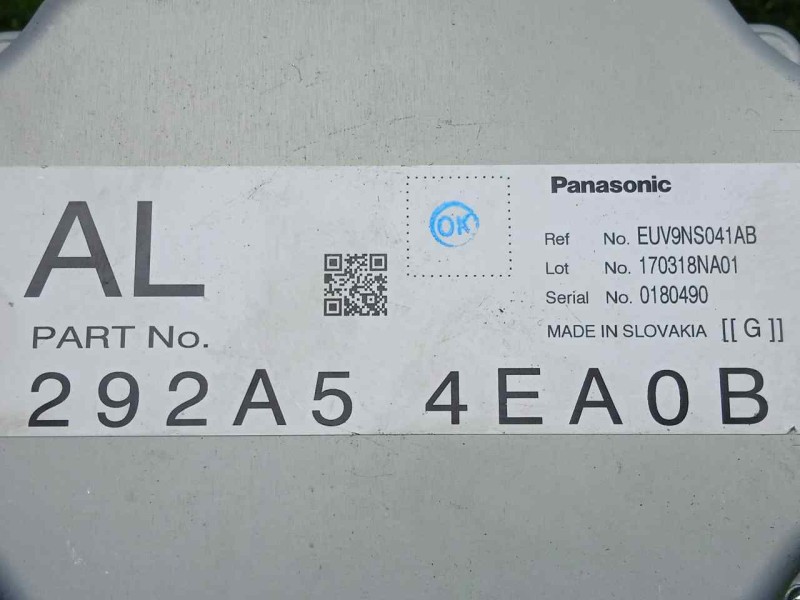 AL
OK
Panasonic
Ref No. EUV9NS041AB
Lot No. 170318NA01
Serial No. 0180490
MADE IN SLOVAKIA [[ G ]]
PART No.
292A5 4EA0B